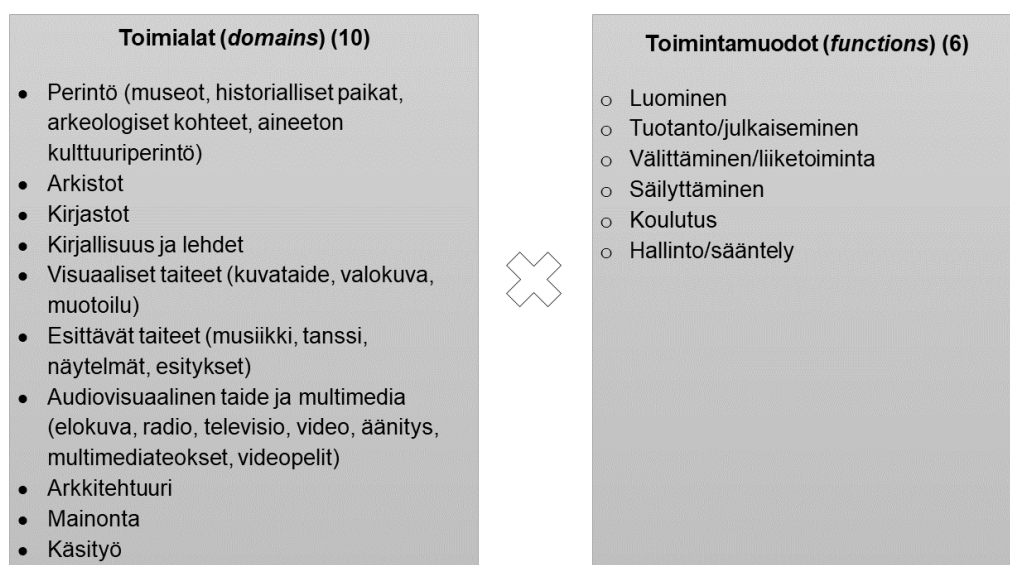 Toimialat (domains) (10)
• Perintö (museot, historialliset paikat,
arkeologiset kohteet, aineeton
kulttuuriperintö)
• Arkistot
• Kirjastot
• Kirjallisuus ja lehdet
• Visuaaliset taiteet (kuvataide, valokuva,
muotoilu)
• Esittävät taiteet (musiikki, tanssi,
näytelmät, esitykset)
• Audiovisuaalinen taide ja multimedia
(elokuva, radio, televisio, video, äänitys,
multimediateokset, videopelit)
• Arkkitehtuuri
• Mainonta
• Käsityö
Toimintamuodot (functions) (6)
o Luominen
o Tuotanto/julkaiseminen
o Välittäminen/liiketoiminta
o Säilyttäminen
o Koulutus
o Hallinto/sääntely